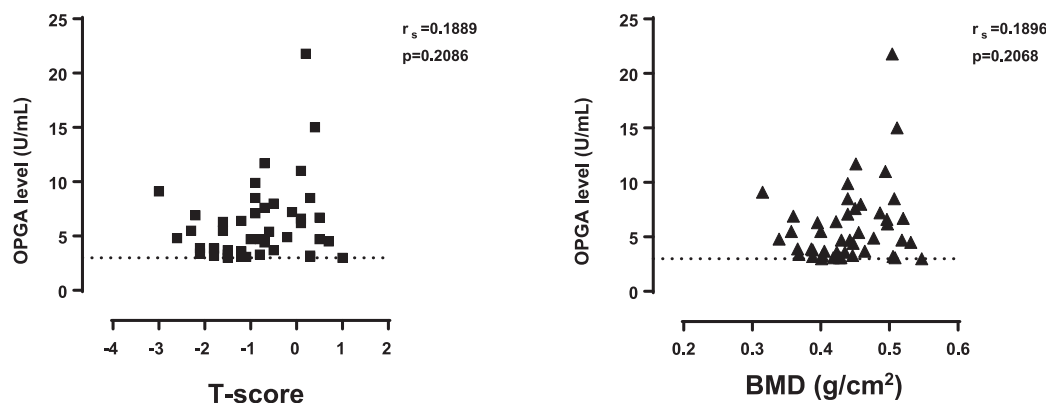 OPGA level (U/mL)
25
20
15
10
5
0
r s =0.1889
p=0.2086
-4 -3 -2 -1 0 1 2
T-score
OPGA level (U/mL)
25
20
15
10
5
0
r s =0.1896
p=0.2068
0.2 0.3 0.4 0.5 0.6
BMD (g/cm²)